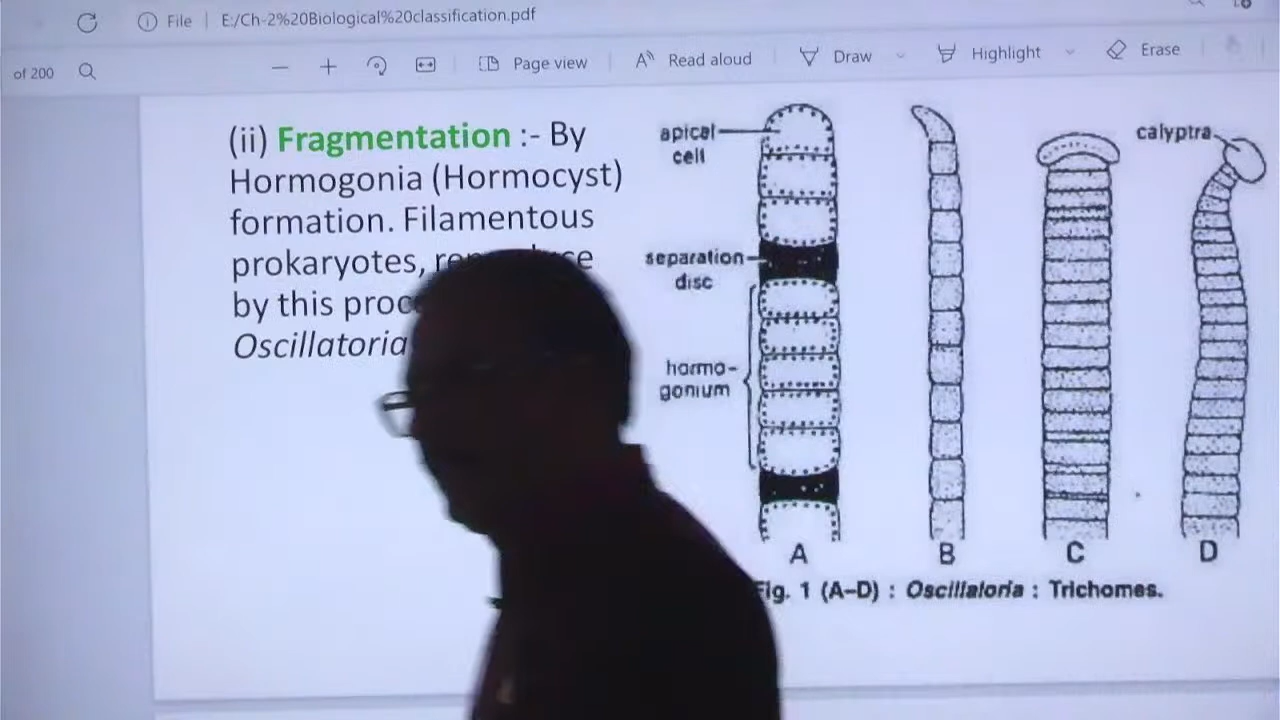 File | E:/Ch-2%20Biological%20classification.pdf
of 200
Page view
Read aloud
Draw
Highlight
Erase
(ii) Fragmentation :- By
Hormogonia (Hormocyst)
formation. Filamentous
prokaryotes,
by this
Oscillatoria
apical
cell
separation
disc
hormo-
gonium
calyptra
A
B
C
D
Fig. 1 (A–D) : Oscillatoria : Trichomes.